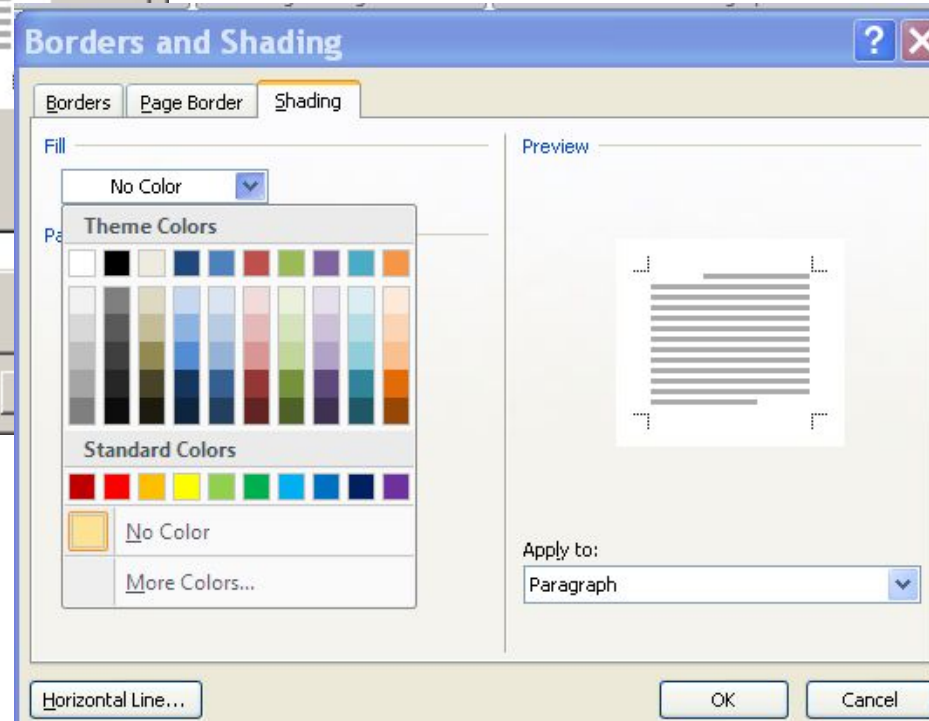 Borders and Shading
Borders Page Border Shading
Fill
No Color
Pa
Theme Colors
Standard Colors
No Color
More Colors...
Preview
Apply to:
Paragraph
Horizontal Line...
OK Cancel